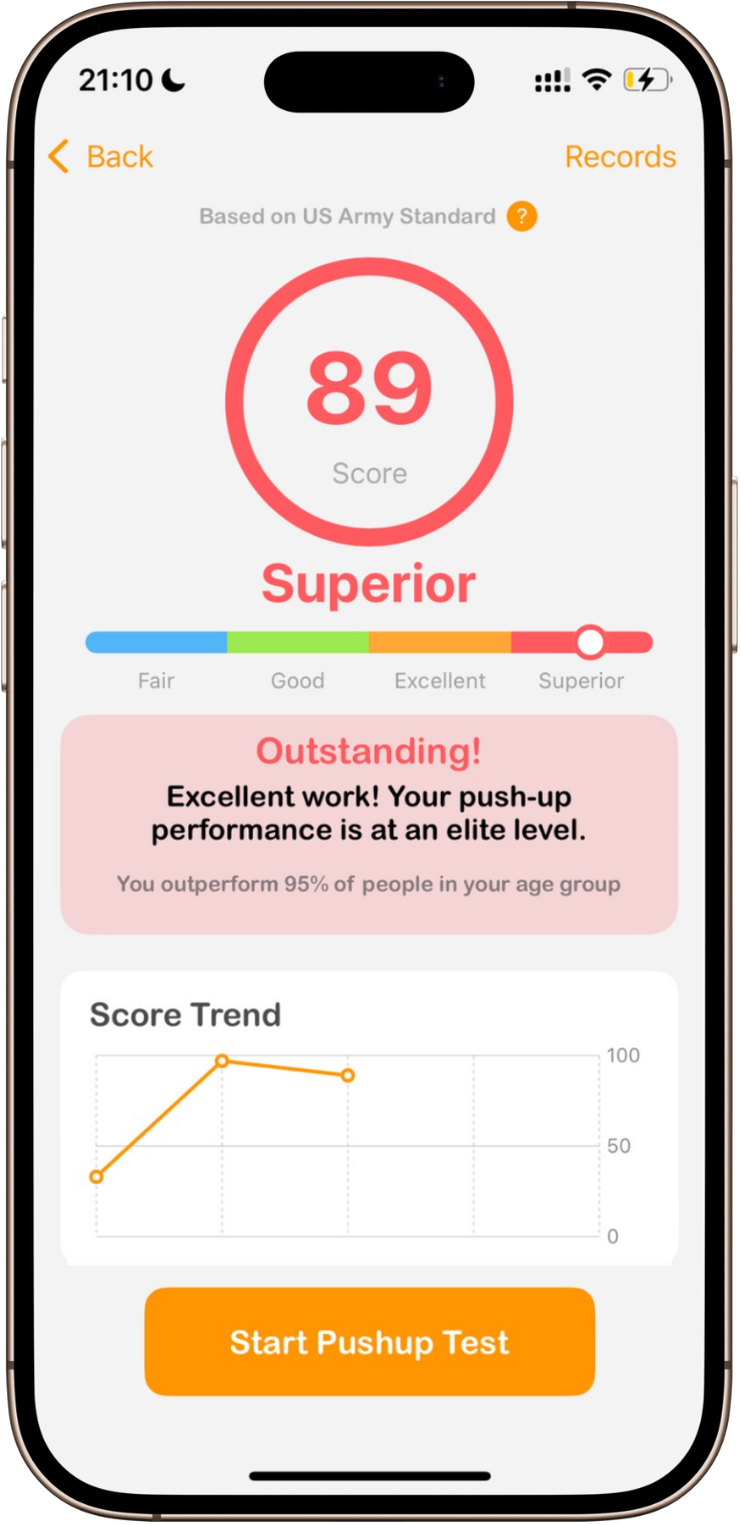 21:10
Back
Records
Based on US Army Standard ?
89
Score
Superior
Fair Good Excellent Superior
Outstanding!
Excellent work! Your push-up
performance is at an elite level.
You outperform 95% of people in your age group
Score Trend
100
50
0
Start Pushup Test